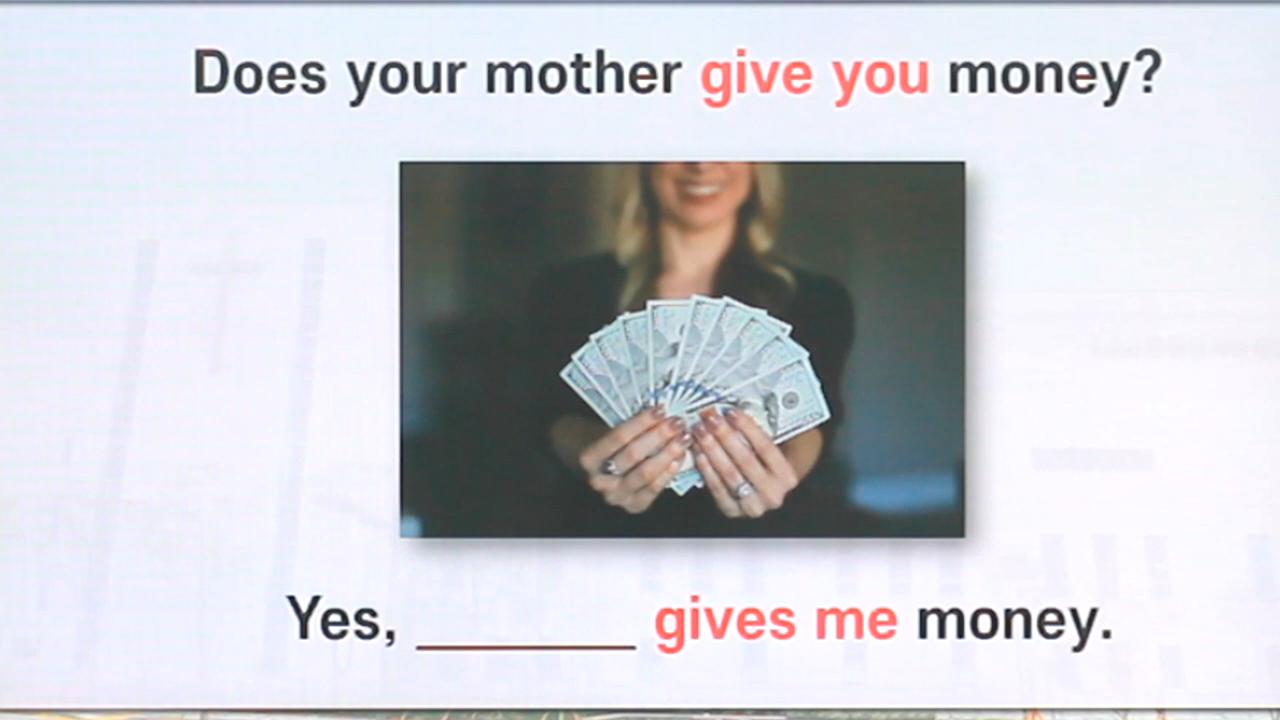 Does your mother give you money?
Yes, ________ gives me money.